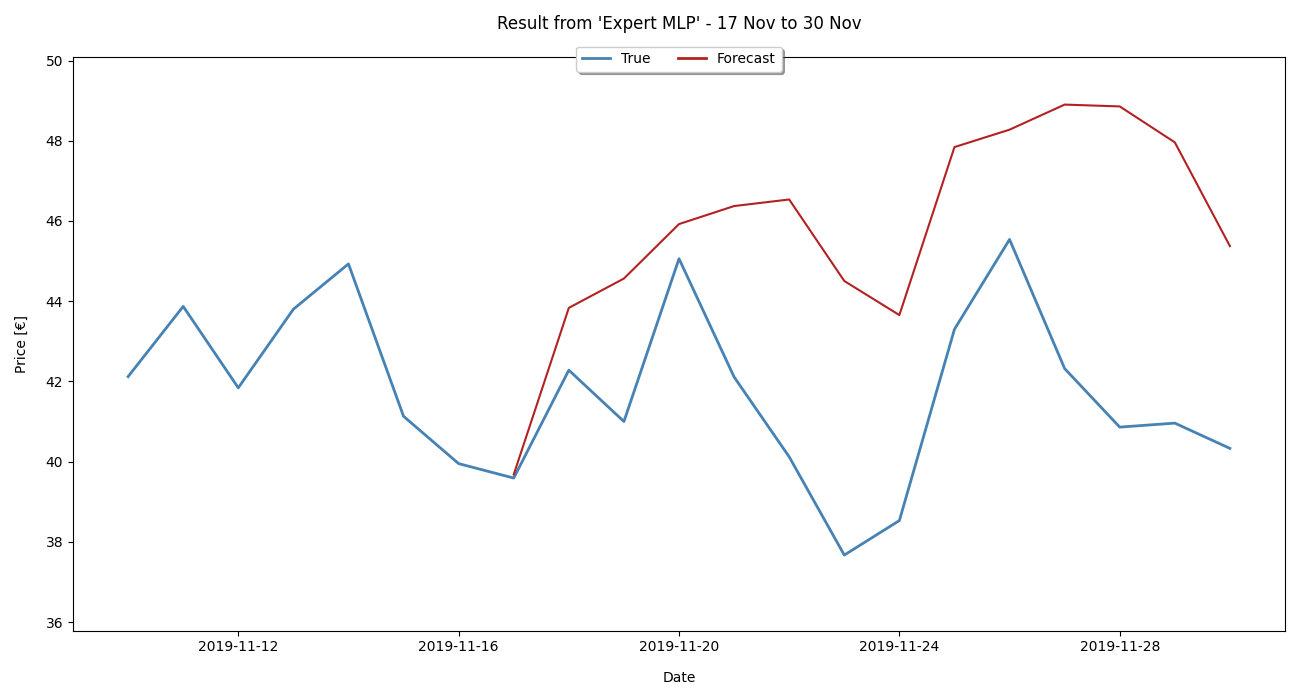 Result from 'Expert MLP' - 17 Nov to 30 Nov
True Forecast
50
48
46
44
42
40
38
36
Price [€]
2019-11-12 2019-11-16 2019-11-20 2019-11-24 2019-11-28
Date